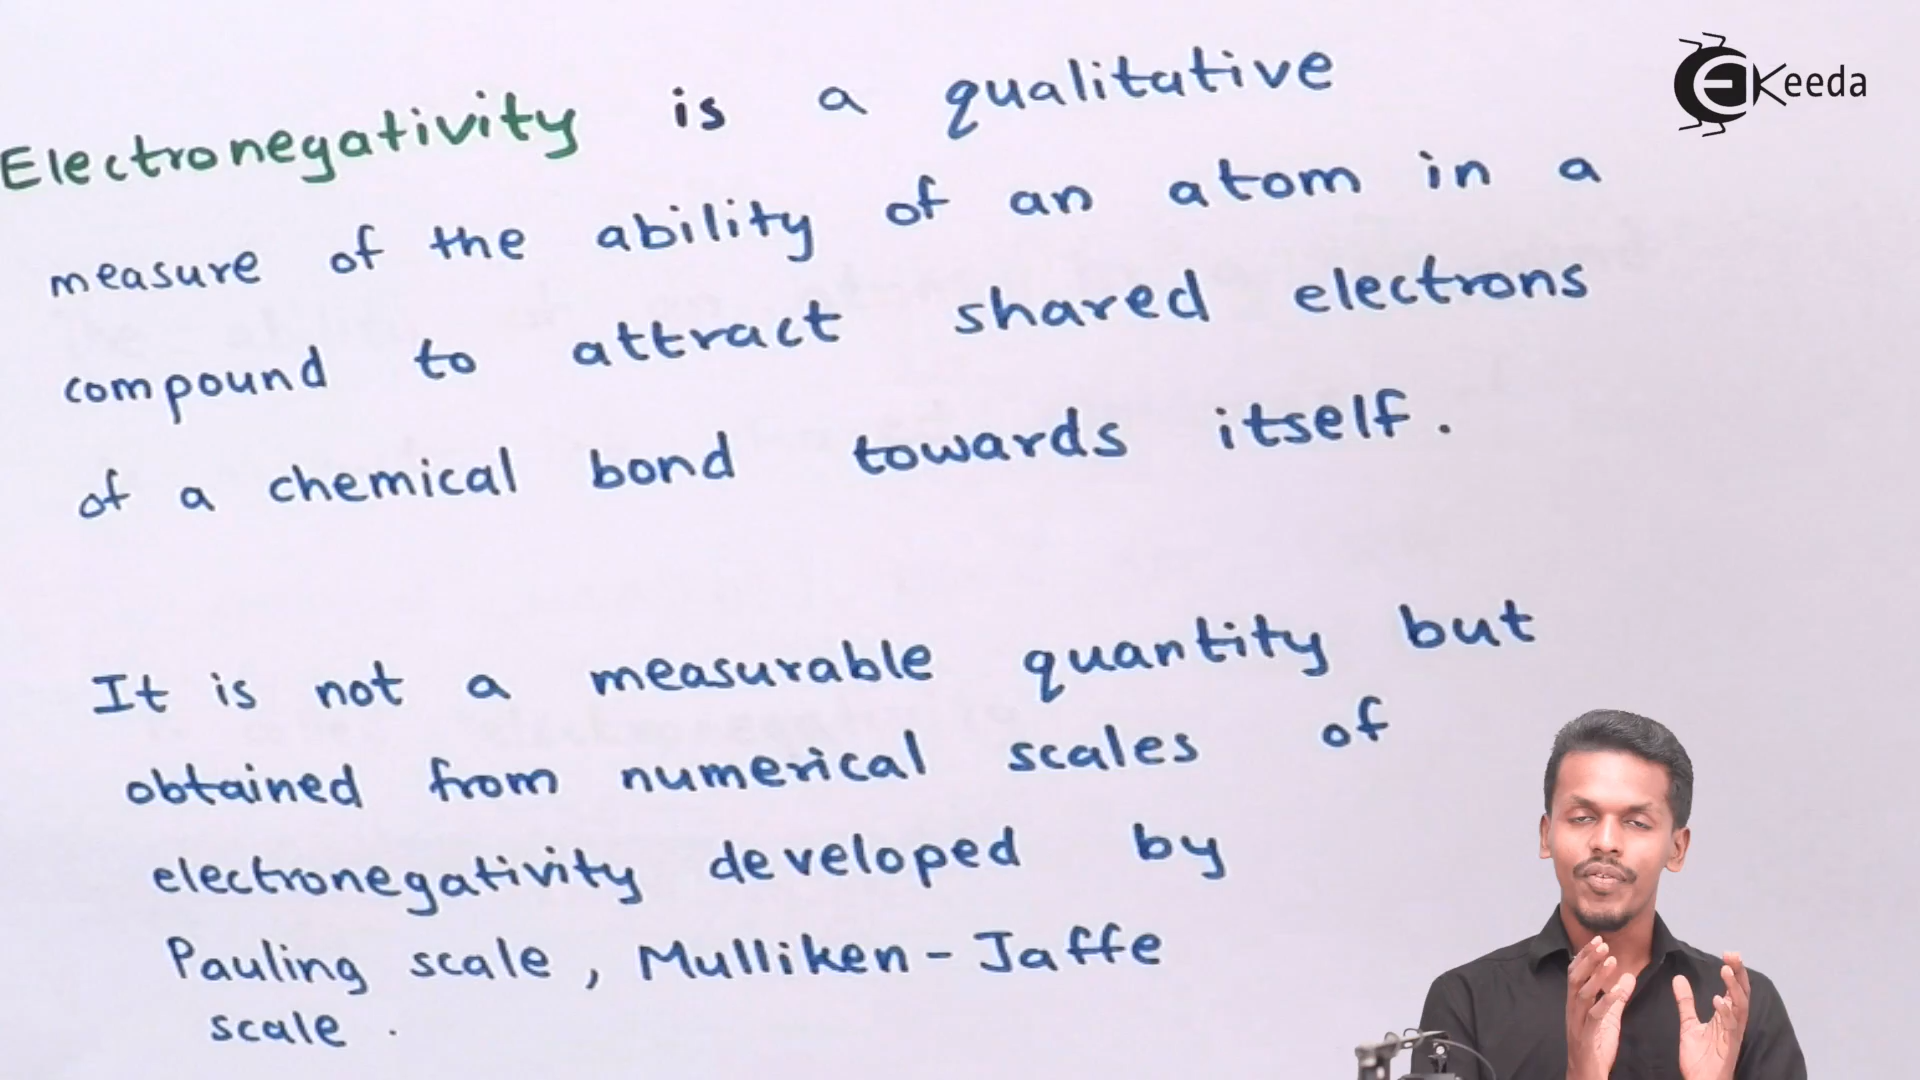 Electronegativity is a qualitative
measure of the ability of an atom in a
compound to attract shared electrons
of a chemical bond towards itself.
It is not a measurable quantity but
obtained from numerical scales of
electronegativity developed by
Pauling scale, Mulliken-Jaffe
scale.
EKeeda